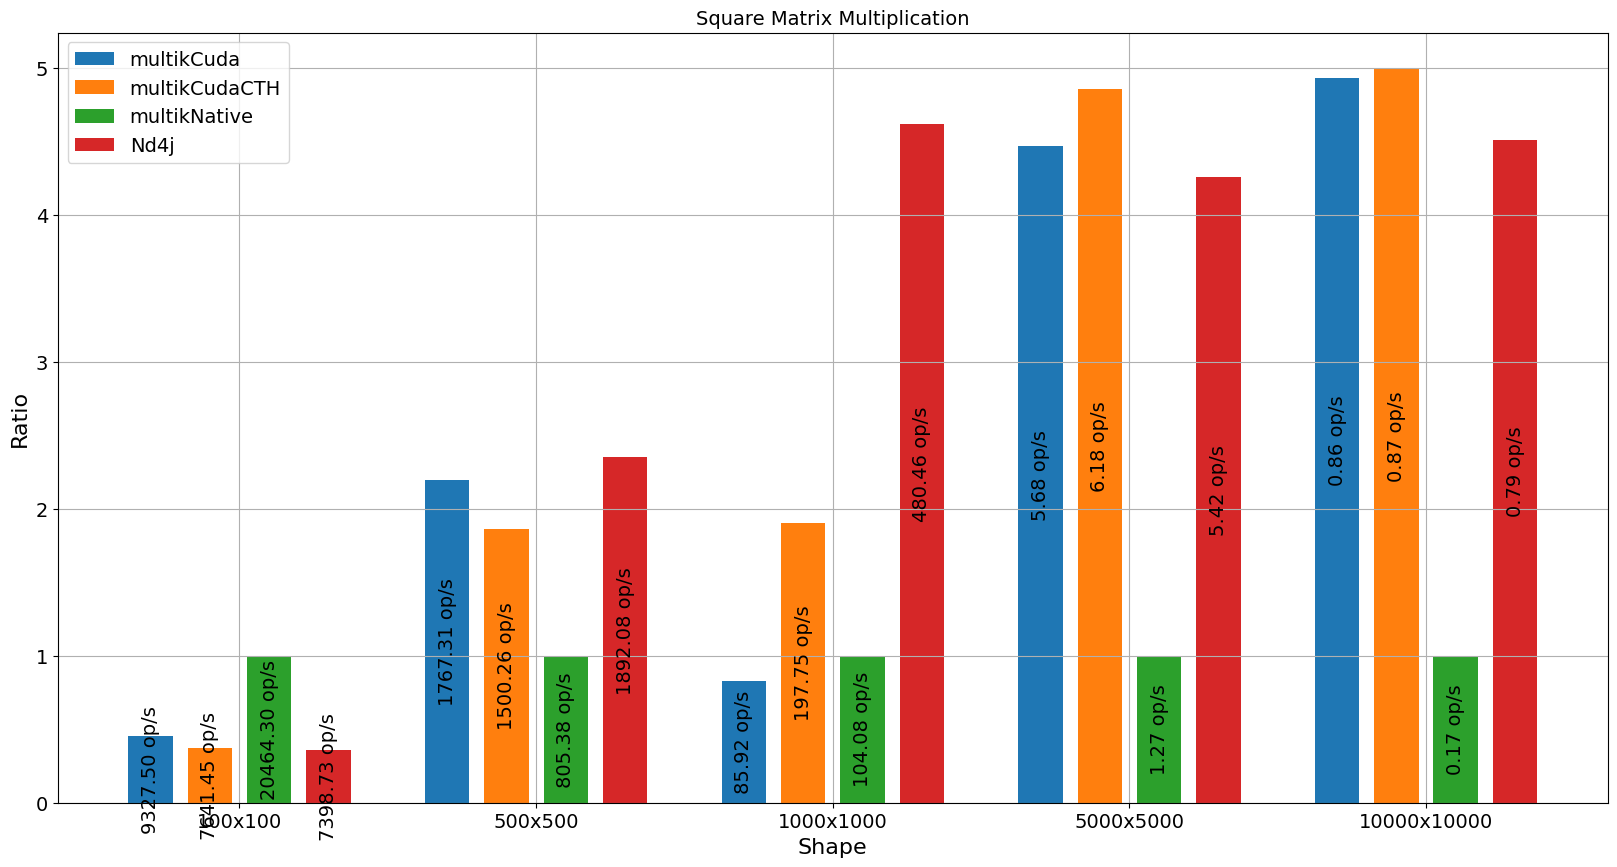 Square Matrix Multiplication
multikCuda
multikCudaCTH
multikNative
Nd4j
Ratio
5
4
3
2
1
0
9327.50 op/s
7641.45 op/s
20464.30 op/s
7398.73 op/s
1767.31 op/s
1500.26 op/s
805.38 op/s
1892.08 op/s
85.92 op/s
197.75 op/s
104.08 op/s
480.46 op/s
5.68 op/s
6.18 op/s
1.27 op/s
5.42 op/s
0.86 op/s
0.87 op/s
0.17 op/s
0.79 op/s
100x100
500x500
1000x1000
5000x5000
10000x10000
Shape